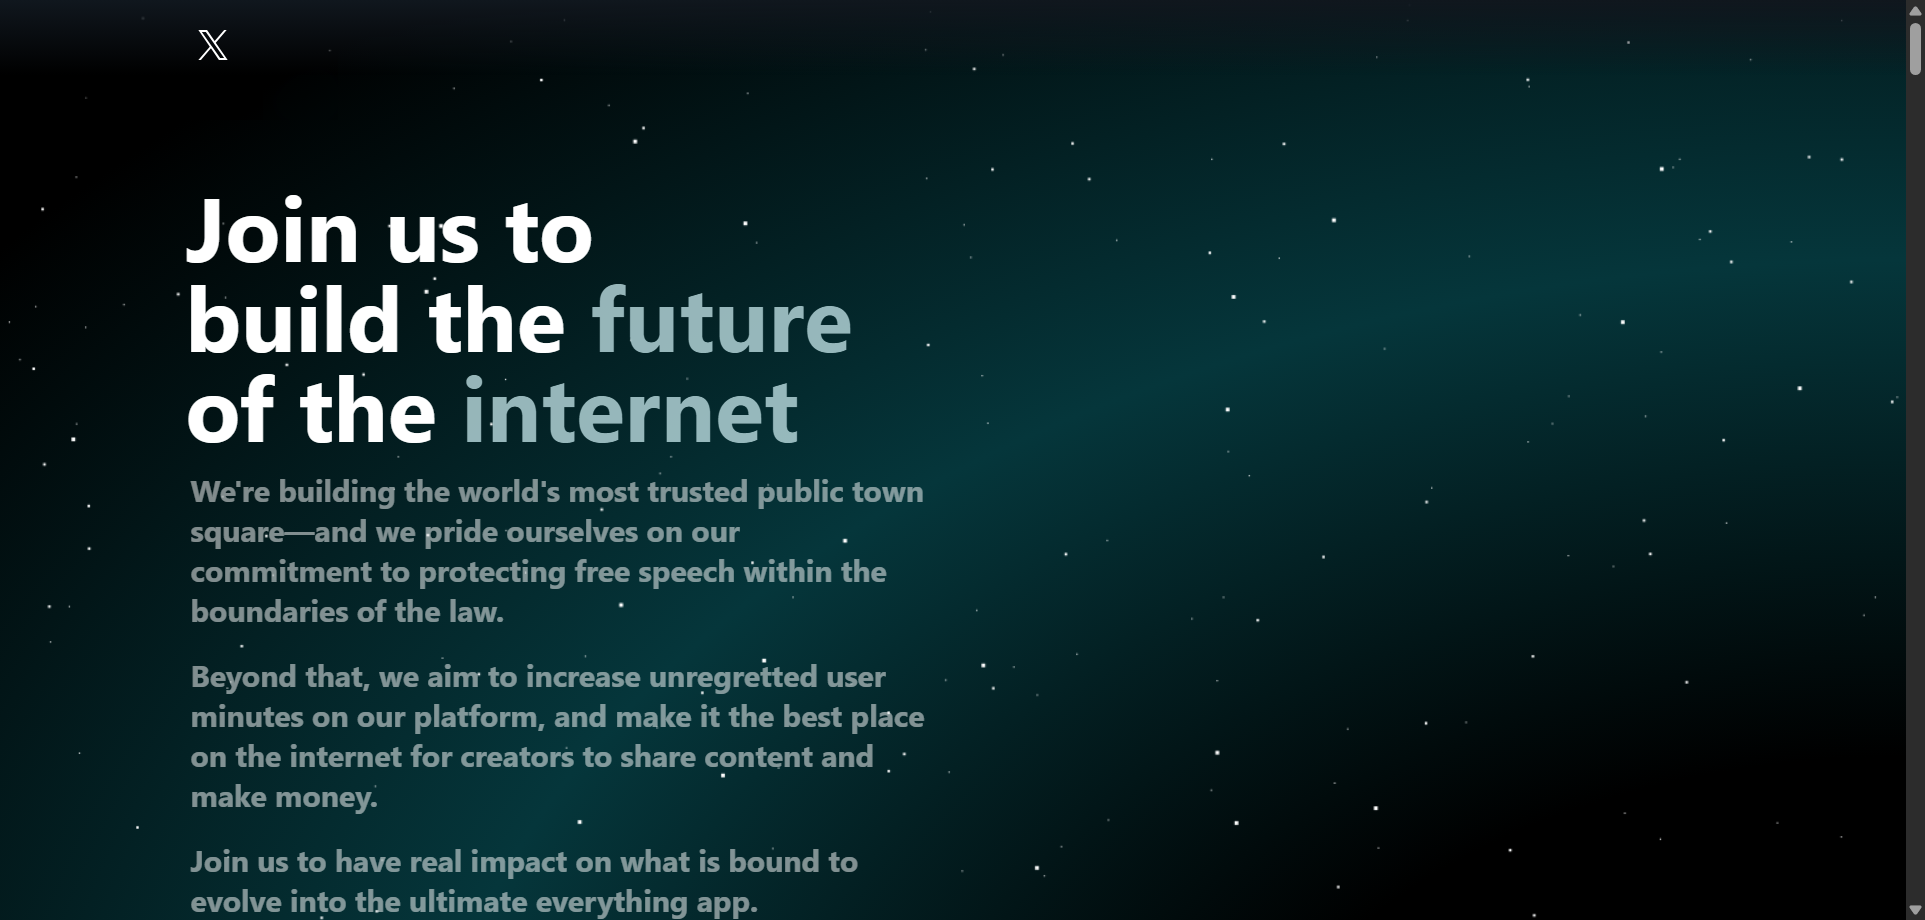 Join us to
build the future
of the internet
We're building the world's most trusted public town
square—and we pride ourselves on our
commitment to protecting free speech within the
boundaries of the law.
Beyond that, we aim to increase unregretted user
minutes on our platform, and make it the best place
on the internet for creators to share content and
make money.
Join us to have real impact on what is bound to
evolve into the ultimate everything app.